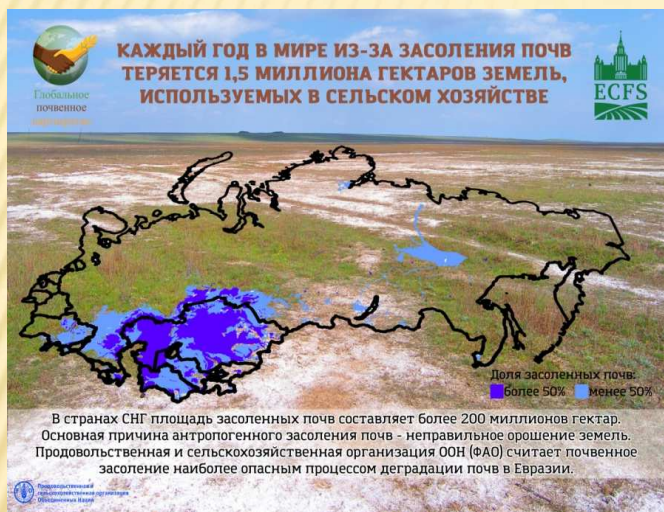 КАЖДЫЙ ГОД В МИРЕ ИЗ-ЗА ЗАСОЛЕНИЯ ПОЧВ
ТЕРЯЕТСЯ 1,5 МИЛЛИОНА ГЕКТАРОВ ЗЕМЕЛЬ,
ИСПОЛЬЗУЕМЫХ В СЕЛЬСКОМ ХОЗЯЙСТВЕ
Глобальное
почвенное
ECFS
Доля засоленных почв:
более 50% менее 50%
В странах СНГ площадь засоленных почв составляет более 200 миллионов гектар.
Основная причина антропогенного засоления почв - неправильное орошение земель.
Продовольственная и сельскохозяйственная организация ООН (ФАО) считает почвенное
засоление наиболее опасным процессом деградации почв в Евразии.
Продовольственная и
сельскохозяйственная организация
Объединенных Наций